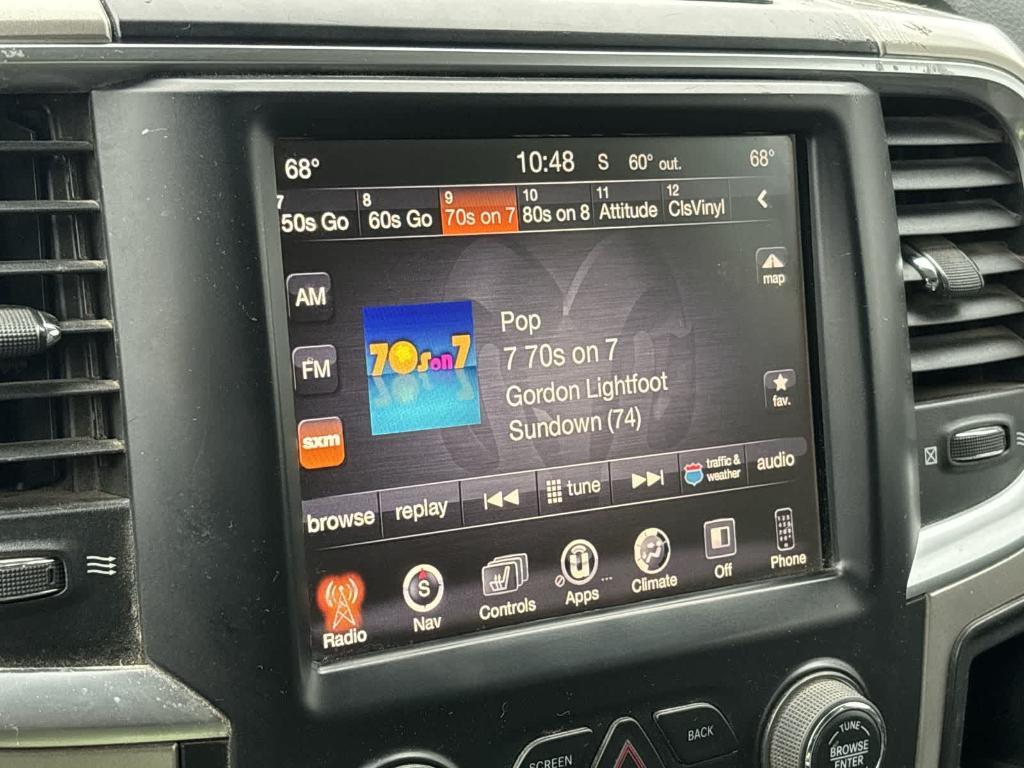 68° 10:48 S 60° out. 68°
7 8 9 10 11 12
50s Go 60s Go 70s on 7 80s on 8 Attitude ClsVinyl
map
AM
Pop
70s on 7
7 70s on 7
FM
Gordon Lightfoot
fav.
Sundown (74)
sxm
browse replay tune traffic & weather audio
Radio Nav S Controls Apps ... Climate Off Phone
SCREEN BACK
TUNE
BROWSE
ENTER